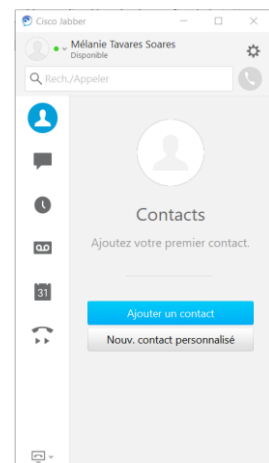 Cisco Jabber
Mélanie Tavares Soares
Disponible
Rech./Appeler
Contacts
Ajoutez votre premier contact.
31
Ajouter un contact
Nouv. contact personnalisé